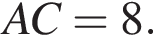 AC = 8.